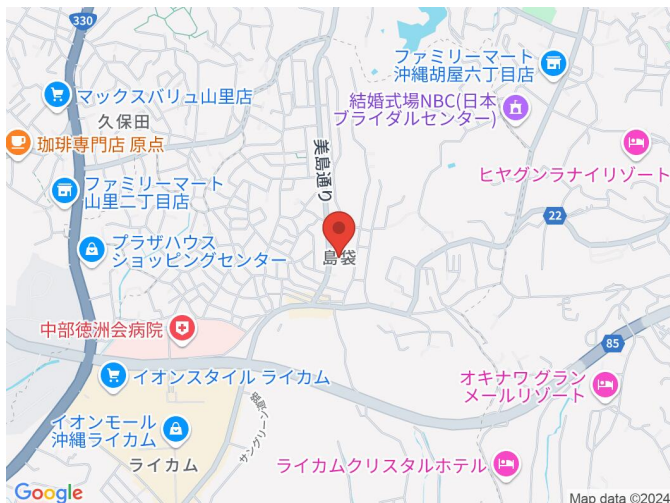 330
ファミリーマート
沖縄胡屋六丁目店
マックスバリュ山里店
結婚式場NBC(日本
ブライダルセンター)
久保田
珈琲専門店 原点
美島通り
ヒヤグンラナイリゾート
ファミリーマート
山里二丁目店
22
プラザハウス
ショッピングセンター
島袋
中部徳洲会病院
85
イオンスタイル ライカム
オキナワ グラン
メールリゾート
イオンモール
沖縄ライカム
ライカム
ライカムクリスタルホテル
Google
Map data ©2024